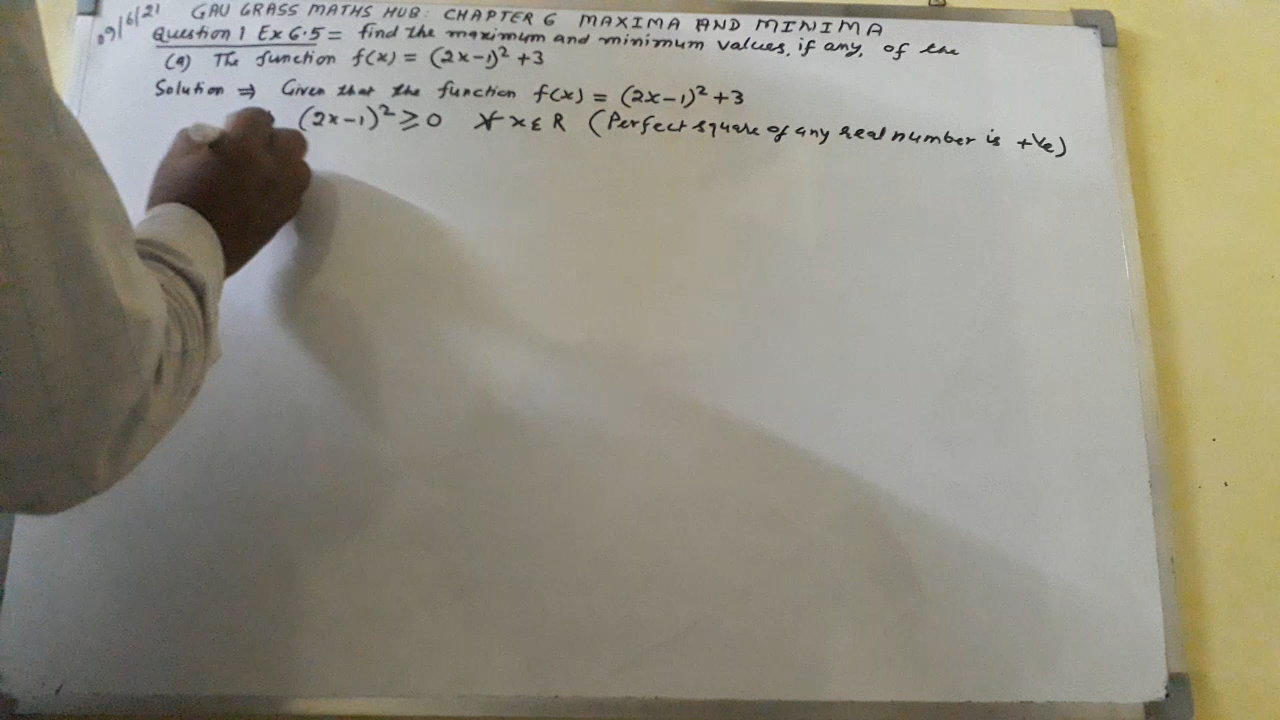 09/6/21 GAU GRASS MATHS HUB: CHAPTER 6 MAXIMA AND MINIMA
Question 1 Ex 6.5 = find the maximum and minimum values, if any, of the
(a) The function f(x) = (2x-1)² +3
Solution ⇒ Given that the function f(x) = (2x-1)² +3
(2x-1)² ≥ 0 ∀ x ε R (Perfect square of any real number is +Ve)